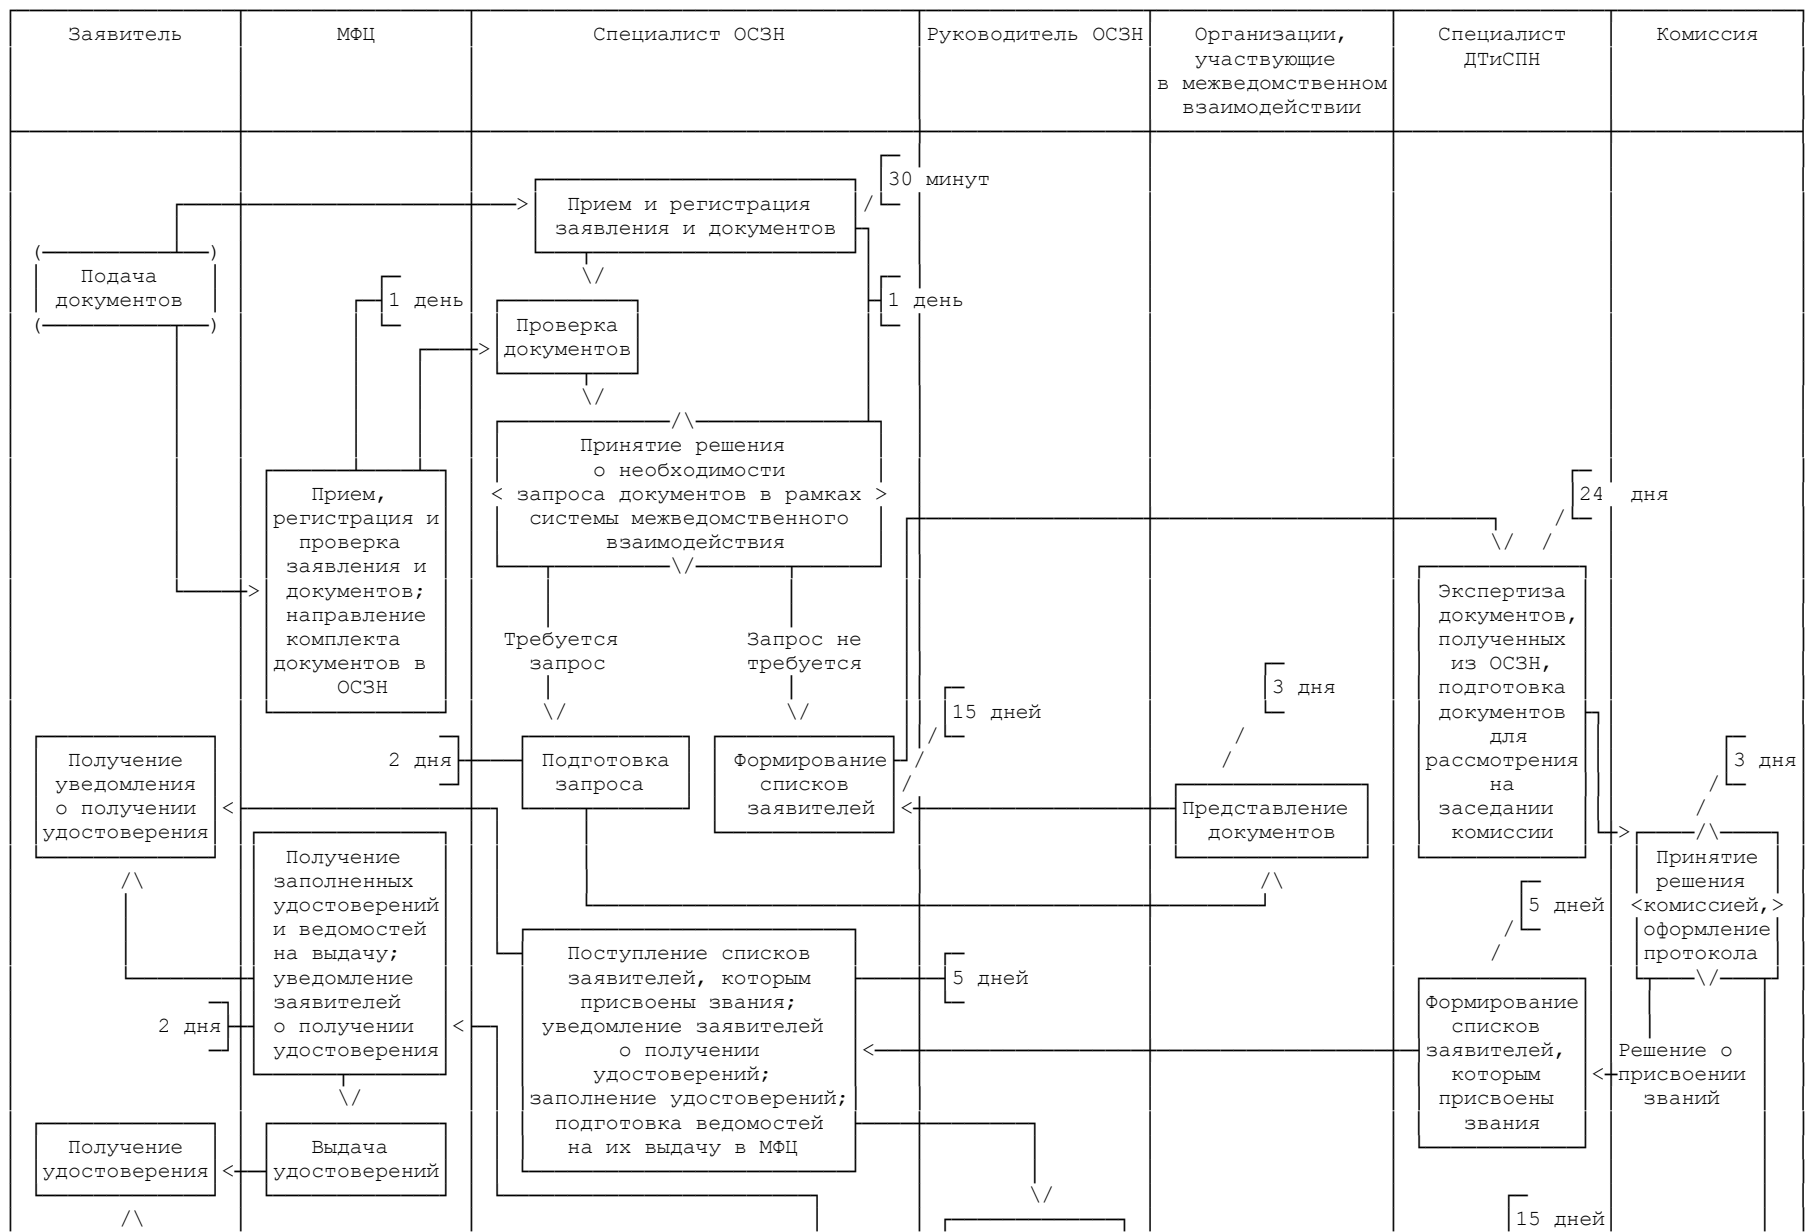 Заявитель
МФЦ
Специалист ОСЗН
Руководитель ОСЗН
Организации,
участвующие
в межведомственном
взаимодействии
Специалист
ДТиСПН
Комиссия
30 минут
Прием и регистрация
заявления и документов
Подача
документов
1 день
1 день
Проверка
документов
Принятие решения
о необходимости
запроса документов в рамках
системы межведомственного
взаимодействия
Прием,
регистрация и
проверка
заявления и
документов;
направление
комплекта
документов в
ОСЗН
24 дня
Требуется
запрос
Запрос не
требуется
Экспертиза
документов,
полученных
из ОСЗН,
подготовка
документов
для
рассмотрения
на
заседании
комиссии
3 дня
15 дней
Получение
уведомления
о получении
удостоверения
2 дня
Подготовка
запроса
Формирование
списков
заявителей
Представление
документов
3 дня
Принятие
решения
комиссией,
оформление
протокола
Получение
заполненных
удостоверений
и ведомостей
на выдачу;
уведомление
заявителей
о получении
удостоверения
2 дня
Поступление списков
заявителей, которым
присвоены звания;
уведомление заявителей
о получении
удостоверений;
заполнение удостоверений;
подготовка ведомостей
на их выдачу в МФЦ
5 дней
5 дней
Формирование
списков
заявителей,
которым
присвоены
звания
Решение о
присвоении
званий
Получение
удостоверения
Выдача
удостоверений
15 дней